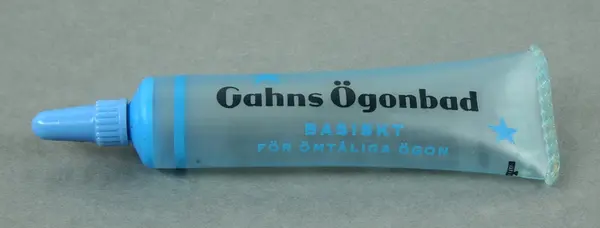 Gahns Ögonbad
BASISKT
FÖR ÖMTÅLIGA ÖGON